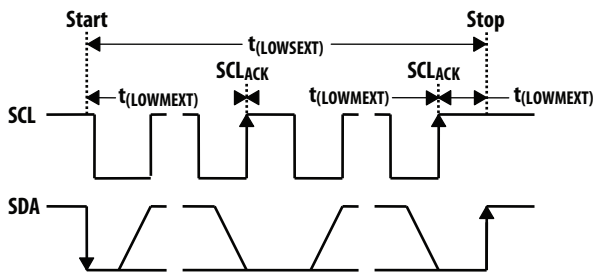 Start Stop
t(LOWSEXT)
SCLACK SCLACK
t(LOWMEXT) t(LOWMEXT) t(LOWMEXT)
SCL
SDA